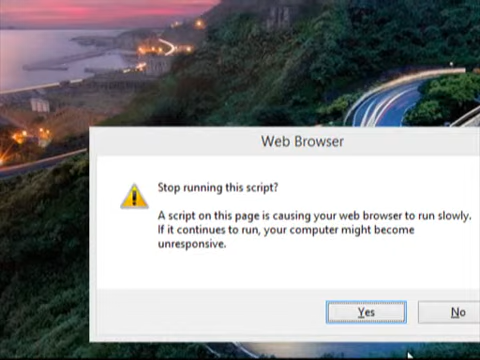 Web Browser
Stop running this script?
A script on this page is causing your web browser to run slowly.
If it continues to run, your computer might become
unresponsive.
Yes
No